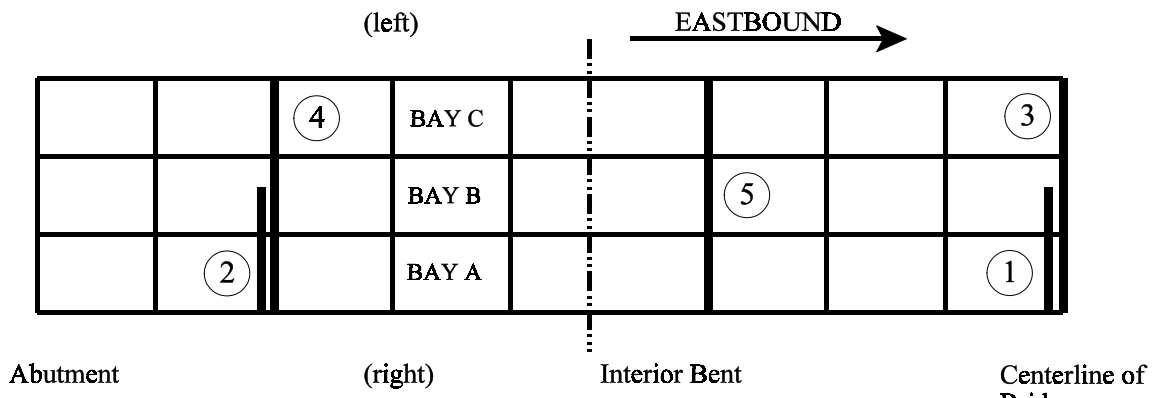 (left)
EASTBOUND
4
BAY C
3
BAY B
5
2
BAY A
1
Abutment
(right)
Interior Bent
Centerline of